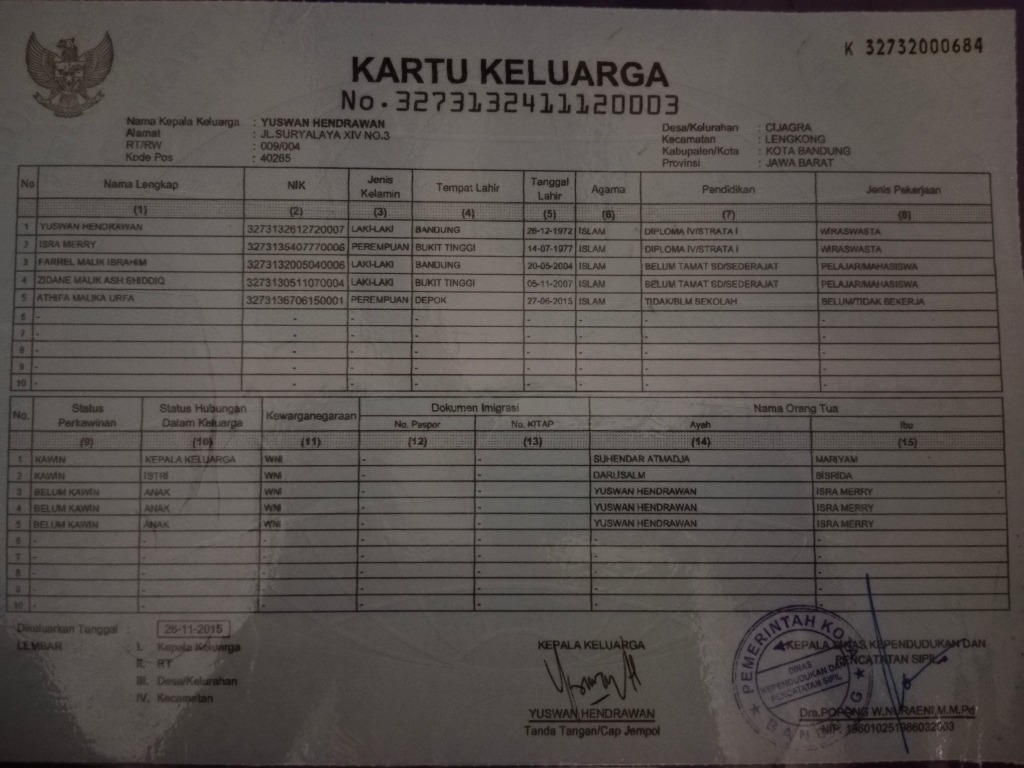 K 32732000684
KARTU KELUARGA
No. 3273132411120003
Nama Kepala Keluarga : YUSWAN HENDRAWAN
Alamat : JL.SURYALAYA XIV NO.3
RT/RW : 009/004
Kode Pos : 40265
Desa/Kelurahan : CIJAGRA
Kecamatan : LENGKONG
Kabupaten/Kota : KOTA BANDUNG
Provinsi : JAWA BARAT
No Nama Lengkap NIK Jenis Kelamin Tempat Lahir Tanggal Lahir Agama Pendidikan Jenis Pekerjaan
(1) (2) (3) (4) (5) (6) (7) (8)
1 YUSWAN HENDRAWAN 3273132612720007 LAKI-LAKI BANDUNG 26-12-1972 ISLAM DIPLOMA IV/STRATA I WIRASWASTA
2 ISRA MERRY 3273135407770006 PEREMPUAN BUKIT TINGGI 14-07-1977 ISLAM DIPLOMA IV/STRATA I WIRASWASTA
3 FARREL MALIK IBRAHIM 3273132005040006 LAKI-LAKI BANDUNG 20-05-2004 ISLAM BELUM TAMAT SD/SEDERAJAT PELAJAR/MAHASISWA
4 ZIDANE MALIK ASH SHIDDIQ 3273130511070004 LAKI-LAKI BUKIT TINGGI 05-11-2007 ISLAM BELUM TAMAT SD/SEDERAJAT PELAJAR/MAHASISWA
5 ATHIFA MALIKA URFA 3273136706150001 PEREMPUAN DEPOK 27-06-2015 ISLAM TIDAK/BLM SEKOLAH BELUM/TIDAK BEKERJA
6 - - - - - - - -
7 - - - - - - - -
8 - - - - - - - -
9 - - - - - - - -
10 - - - - - - - -
No. Status Perkawinan Status Hubungan Dalam Keluarga Kewarganegaraan Dokumen Imigrasi Nama Orang Tua
No. Paspor No. KITAP Ayah Ibu
(9) (10) (11) (12) (13) (14) (15)
1 KAWIN KEPALA KELUARGA WNI - - SUHENDAR ATMADJA MARIYAM
2 KAWIN ISTRI WNI - - DARUSALM BISRIDA
3 BELUM KAWIN ANAK WNI - - YUSWAN HENDRAWAN ISRA MERRY
4 BELUM KAWIN ANAK WNI - - YUSWAN HENDRAWAN ISRA MERRY
5 BELUM KAWIN ANAK WNI - - YUSWAN HENDRAWAN ISRA MERRY
6 - - - - - - -
7 - - - - - - -
8 - - - - - - -
9 - - - - - - -
10 - - - - - - -
Dikeluarkan Tanggal : 26-11-2015
LEMBAR : I. Kepala Keluarga
II. RT
III. Desa/Kelurahan
IV. Kecamatan
KEPALA KELUARGA
YUSWAN HENDRAWAN
Tanda Tangan/Cap Jempol
KEPALA DINAS KEPENDUDUKAN DAN
PENCATATAN SIPIL
PEMERINTAH KOTA
DINAS
KEPENDUDUKAN DAN
PENCATATAN SIPIL
BANDUNG
Dra.POPONG W.NURAENI,M.M.Pd
NIP.